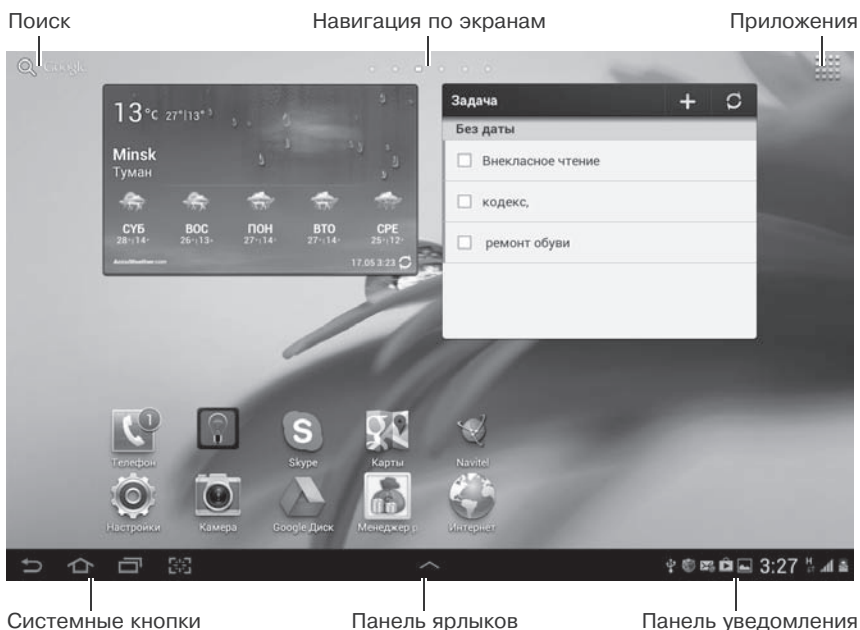 Поиск
Навигация по экранам
Приложения
Google
13°C 27°|13°
Minsk
Туман
СУБ ВОС ПОН ВТО СРЕ
28°|14° 26°|13° 27°|14° 27°|14° 25°|12°
AccuWeather.com
17.05 3:23
Задача
Без даты
Внекласное чтение
кодекс,
ремонт обуви
1
Телефон
Skype
Карты
Navitel
Настройки
Камера
Google Диск
Менеджер р
Интернет
3:27 H
Системные кнопки
Панель ярлыков
Панель уведомления